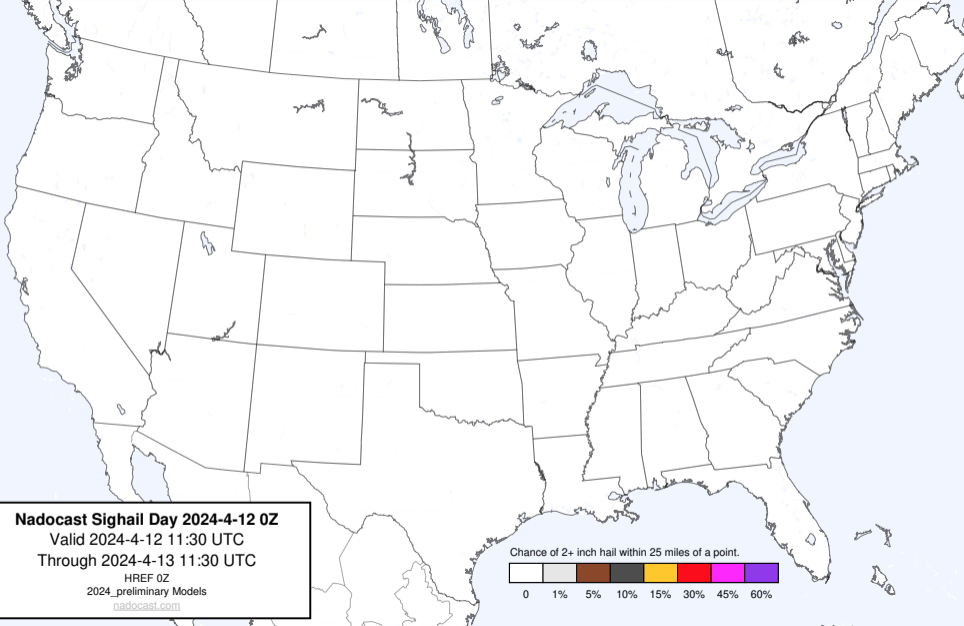 Nadocast Sighail Day 2024-4-12 0Z
Valid 2024-4-12 11:30 UTC
Through 2024-4-13 11:30 UTC
HREF 0Z
2024_preliminary Models
nadocast.com
Chance of 2+ inch hail within 25 miles of a point.
0 1% 5% 10% 15% 30% 45% 60%